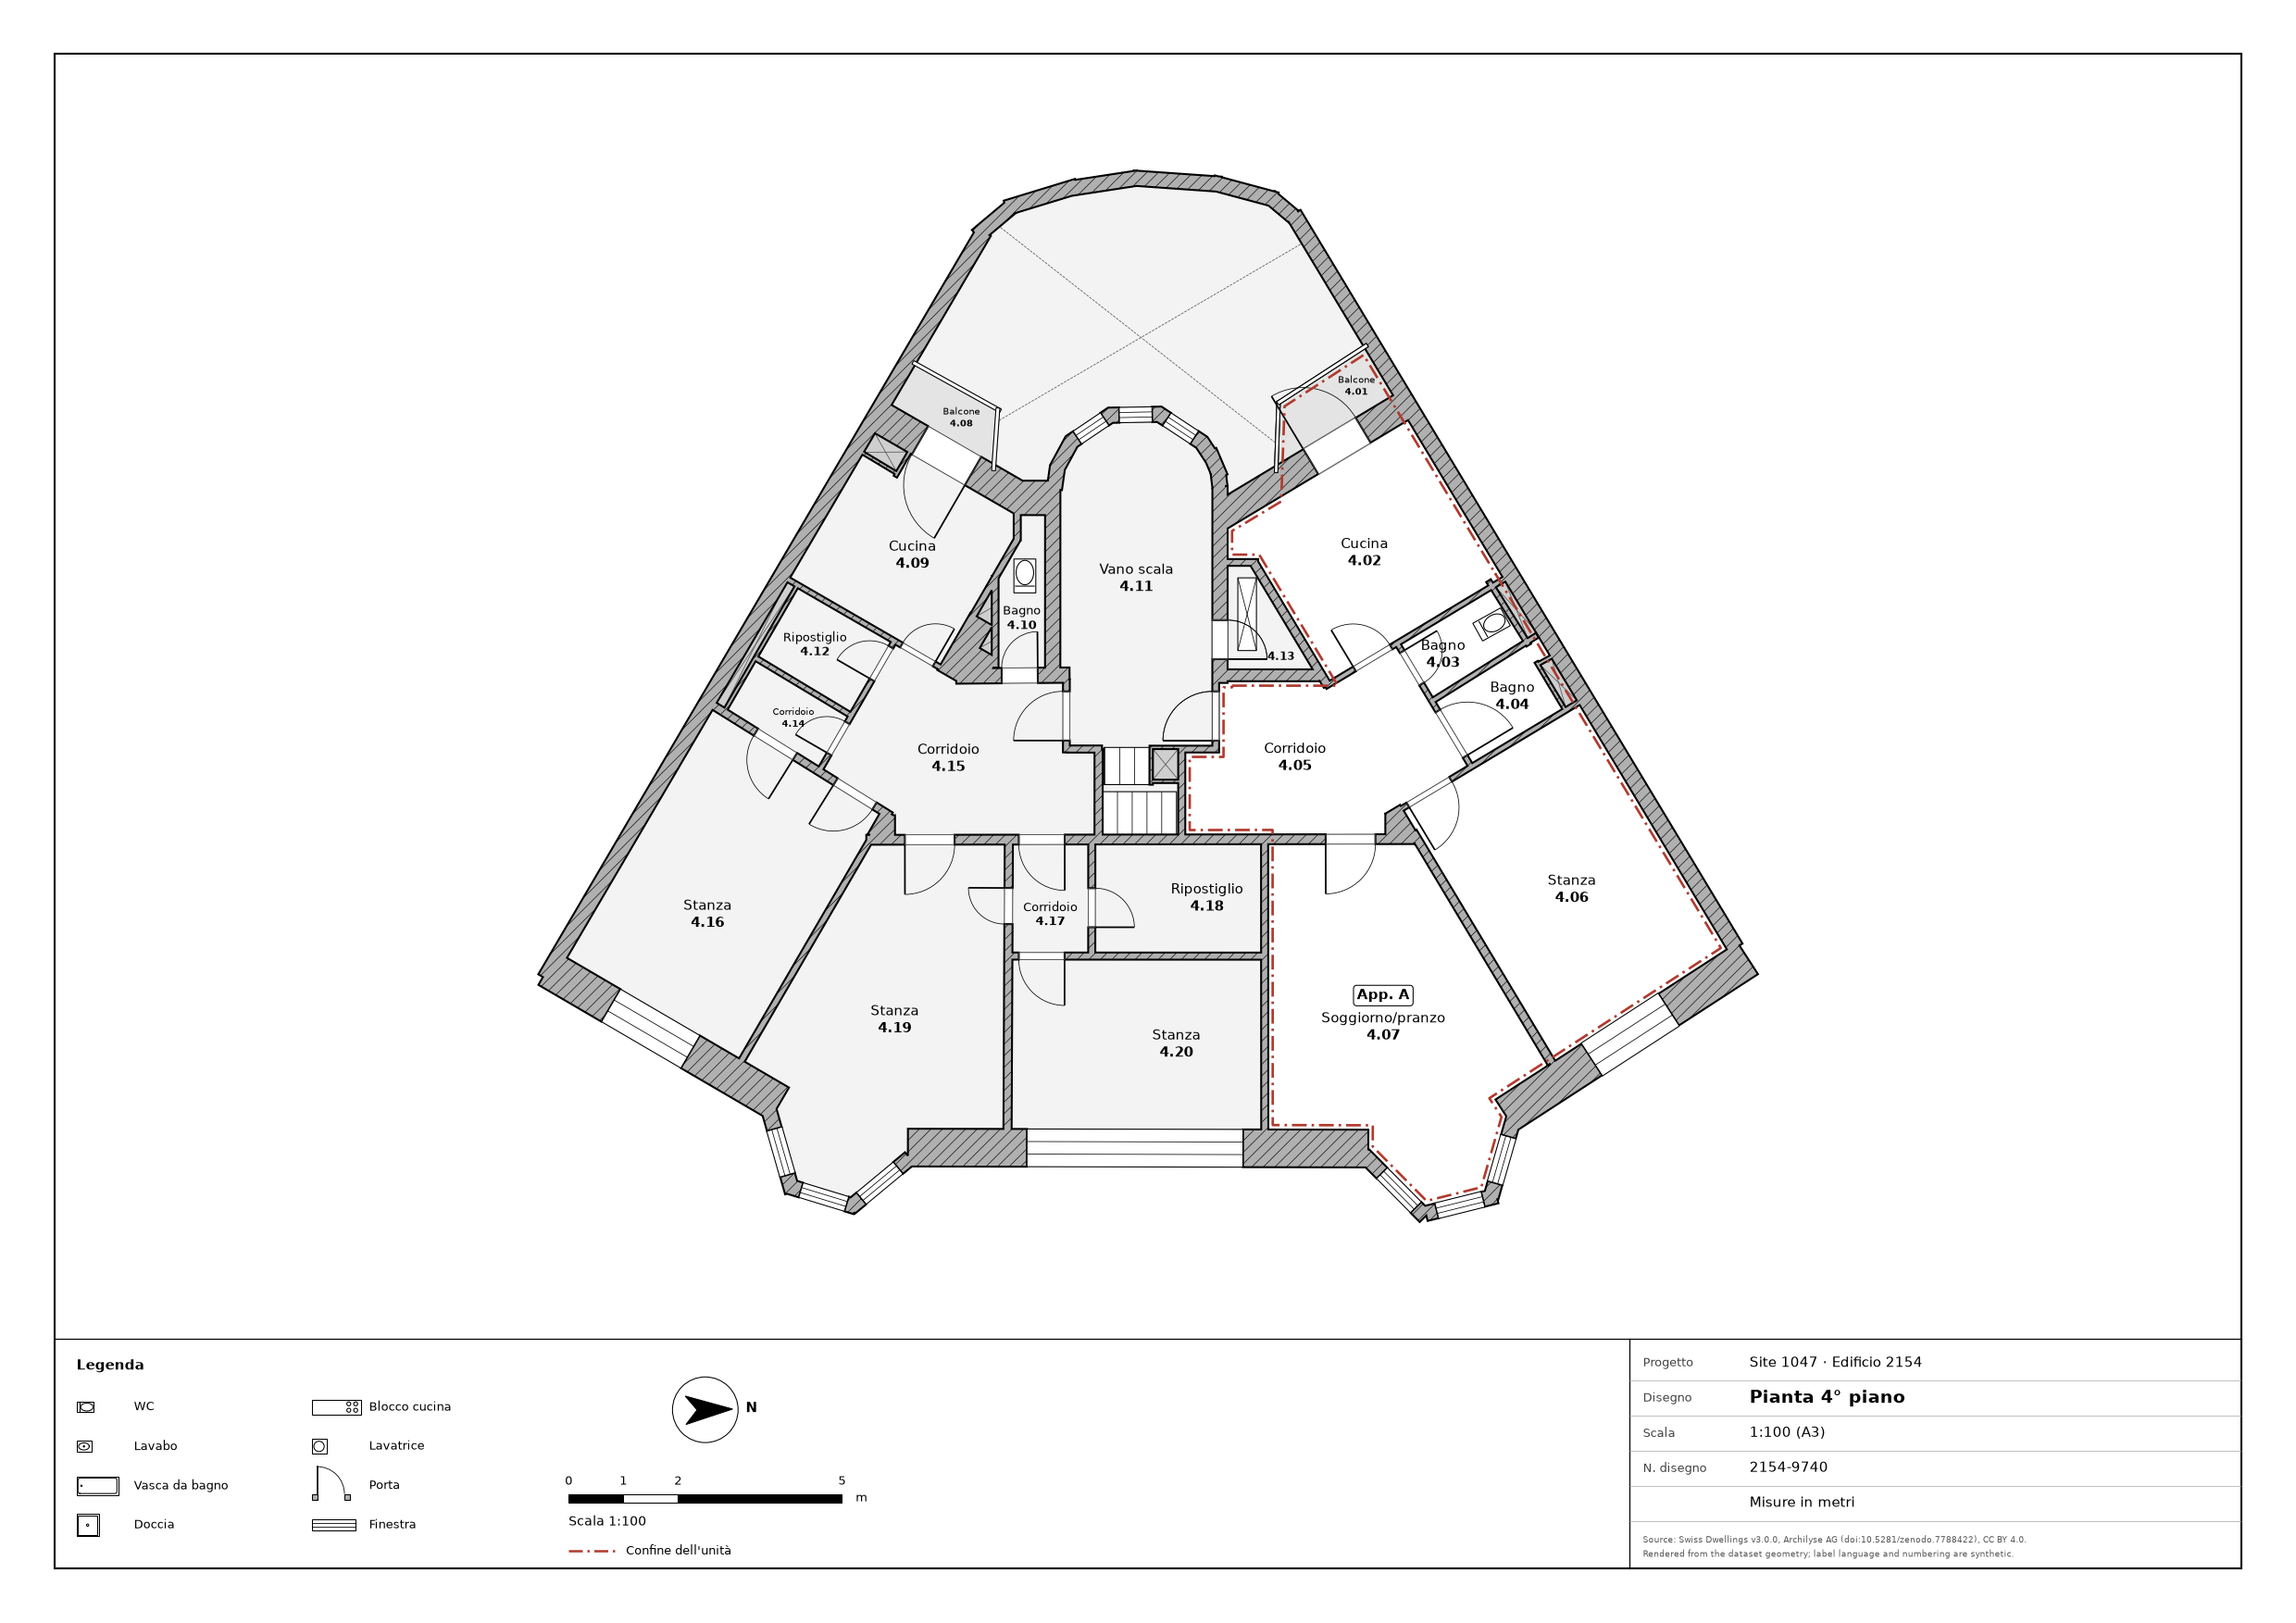 Balcone
4.01
Balcone
4.08
Cucina
4.02
Cucina
4.09
Vano scala
4.11
Bagno
4.10
Ripostiglio
4.12
Bagno
4.03
4.13
Bagno
4.04
Corridoio
4.14
Corridoio
4.15
Corridoio
4.05
Stanza
4.06
Ripostiglio
4.18
Stanza
4.16
Corridoio
4.17
App. A
Soggiorno/pranzo
4.07
Stanza
4.19
Stanza
4.20
Legenda
WC
Lavabo
Vasca da bagno
Doccia
Blocco cucina
Lavatrice
Porta
Finestra
N
0 1 2 5
m
Scala 1:100
Confine dell'unità
Progetto Site 1047 · Edificio 2154
Disegno Pianta 4° piano
Scala 1:100 (A3)
N. disegno 2154-9740
Misure in metri
Source: Swiss Dwellings v3.0.0, Archilyse AG (doi:10.5281/zenodo.7788422), CC BY 4.0.
Rendered from the dataset geometry; label language and numbering are synthetic.